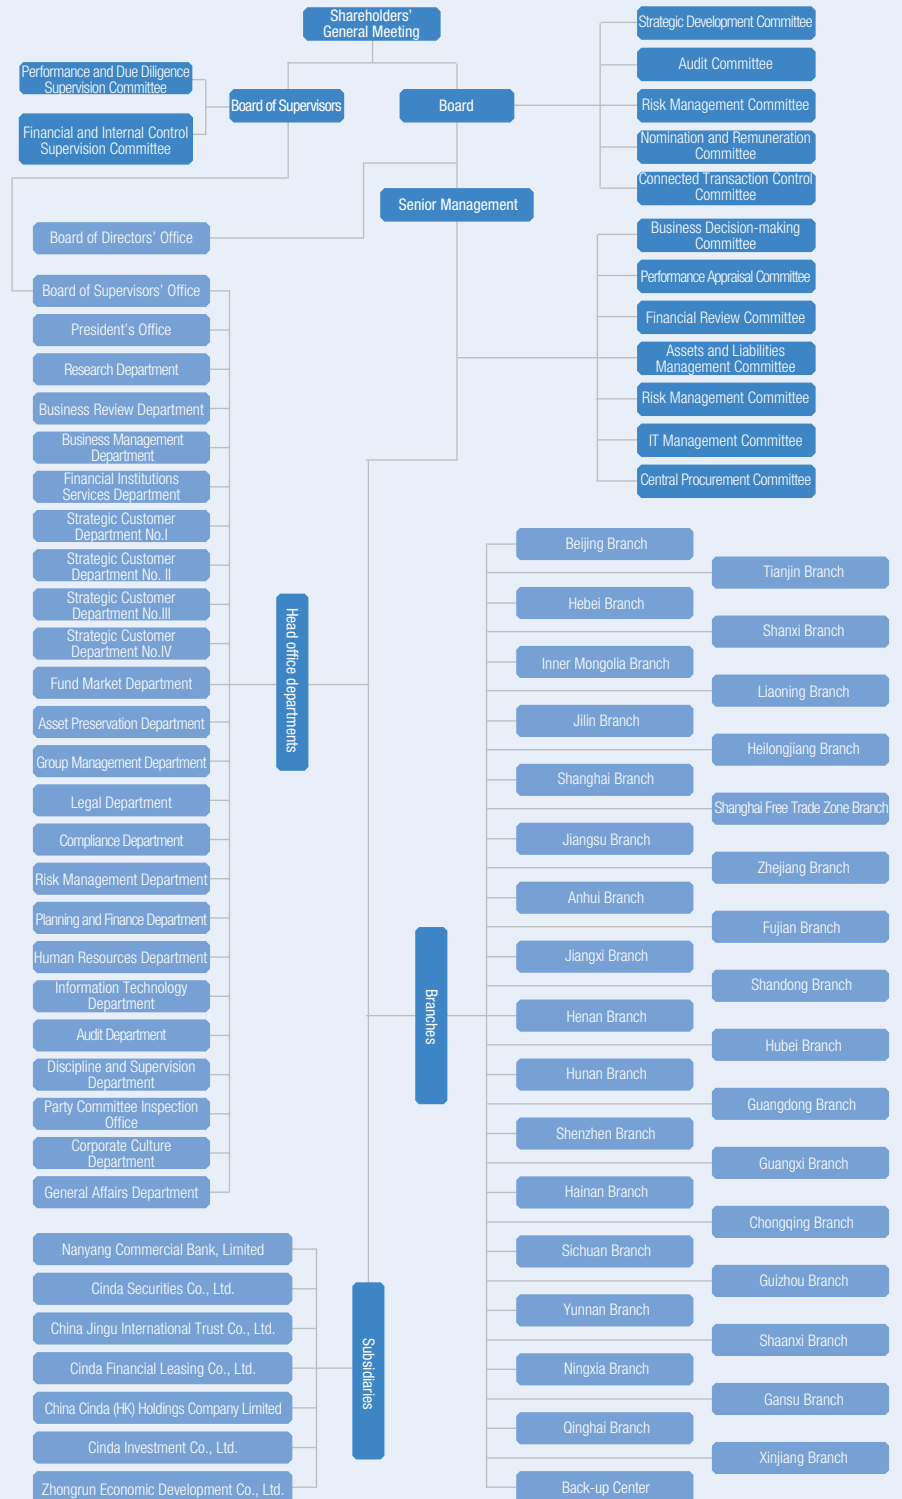 Shareholders'
General Meeting
Performance and Due Diligence
Supervision Committee
Financial and Internal Control
Supervision Committee
Board of Supervisors
Board
Strategic Development Committee
Audit Committee
Risk Management Committee
Nomination and Remuneration
Committee
Connected Transaction Control
Committee
Senior Management
Business Decision-making
Committee
Performance Appraisal Committee
Financial Review Committee
Assets and Liabilities
Management Committee
Risk Management Committee
IT Management Committee
Central Procurement Committee
Board of Directors' Office
Board of Supervisors' Office
President's Office
Research Department
Business Review Department
Business Management
Department
Financial Institutions
Services Department
Strategic Customer
Department No.I
Strategic Customer
Department No. II
Strategic Customer
Department No.III
Strategic Customer
Department No.IV
Fund Market Department
Asset Preservation Department
Group Management Department
Legal Department
Compliance Department
Risk Management Department
Planning and Finance Department
Human Resources Department
Information Technology
Department
Audit Department
Discipline and Supervision
Department
Party Committee Inspection
Office
Corporate Culture
Department
General Affairs Department
Head office departments
Branches
Beijing Branch
Tianjin Branch
Hebei Branch
Shanxi Branch
Inner Mongolia Branch
Liaoning Branch
Jilin Branch
Heilongjiang Branch
Shanghai Branch
Shanghai Free Trade Zone Branch
Jiangsu Branch
Zhejiang Branch
Anhui Branch
Fujian Branch
Jiangxi Branch
Shandong Branch
Henan Branch
Hubei Branch
Hunan Branch
Guangdong Branch
Shenzhen Branch
Guangxi Branch
Hainan Branch
Chongqing Branch
Sichuan Branch
Guizhou Branch
Yunnan Branch
Shaanxi Branch
Ningxia Branch
Gansu Branch
Qinghai Branch
Xinjiang Branch
Back-up Center
Subsidiaries
Nanyang Commercial Bank, Limited
Cinda Securities Co., Ltd.
China Jingu International Trust Co., Ltd.
Cinda Financial Leasing Co., Ltd.
China Cinda (HK) Holdings Company Limited
Cinda Investment Co., Ltd.
Zhongrun Economic Development Co., Ltd.